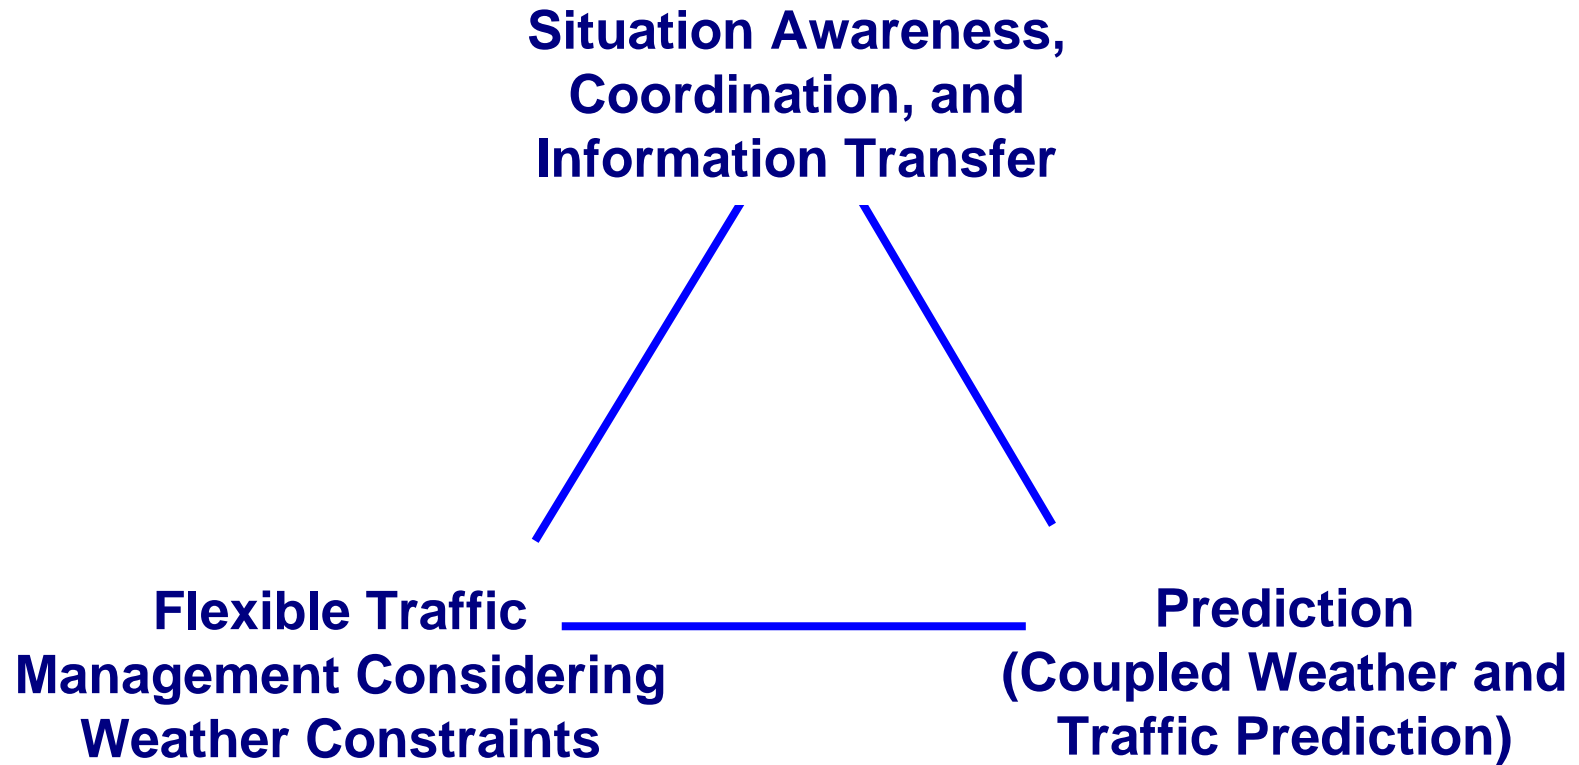 Situation Awareness,
Coordination, and
Information Transfer
Flexible Traffic
Management Considering
Weather Constraints
Prediction
(Coupled Weather and
Traffic Prediction)